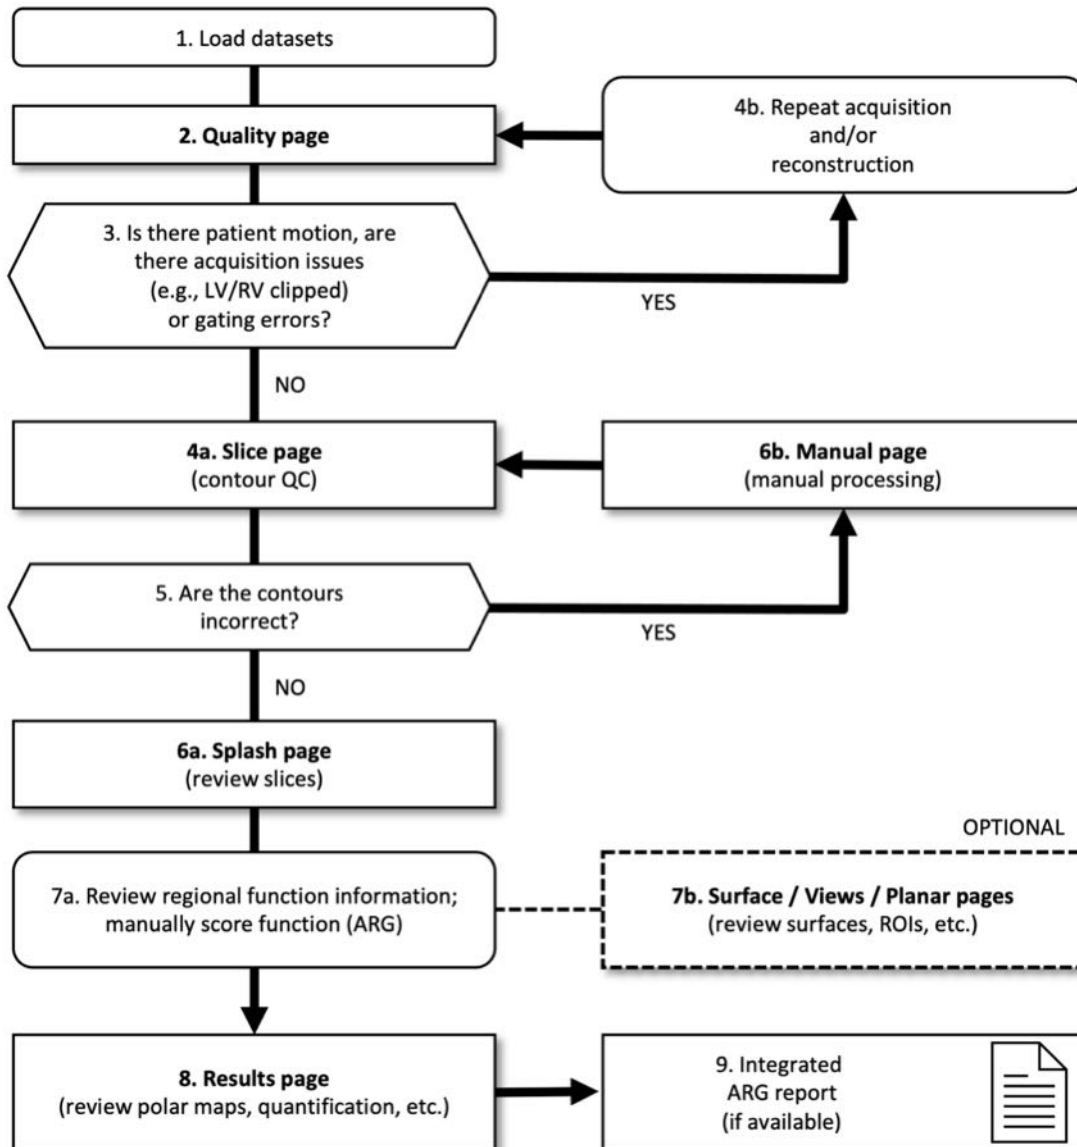 1. Load datasets
2. Quality page
4b. Repeat acquisition
and/or
reconstruction
3. Is there patient motion, are
there acquisition issues
(e.g., LV/RV clipped)
or gating errors?
YES
NO
4a. Slice page
(contour QC)
6b. Manual page
(manual processing)
5. Are the contours
incorrect?
YES
NO
6a. Splash page
(review slices)
OPTIONAL
7a. Review regional function information;
manually score function (ARG)
7b. Surface / Views / Planar pages
(review surfaces, ROIs, etc.)
8. Results page
(review polar maps, quantification, etc.)
9. Integrated
ARG report
(if available)